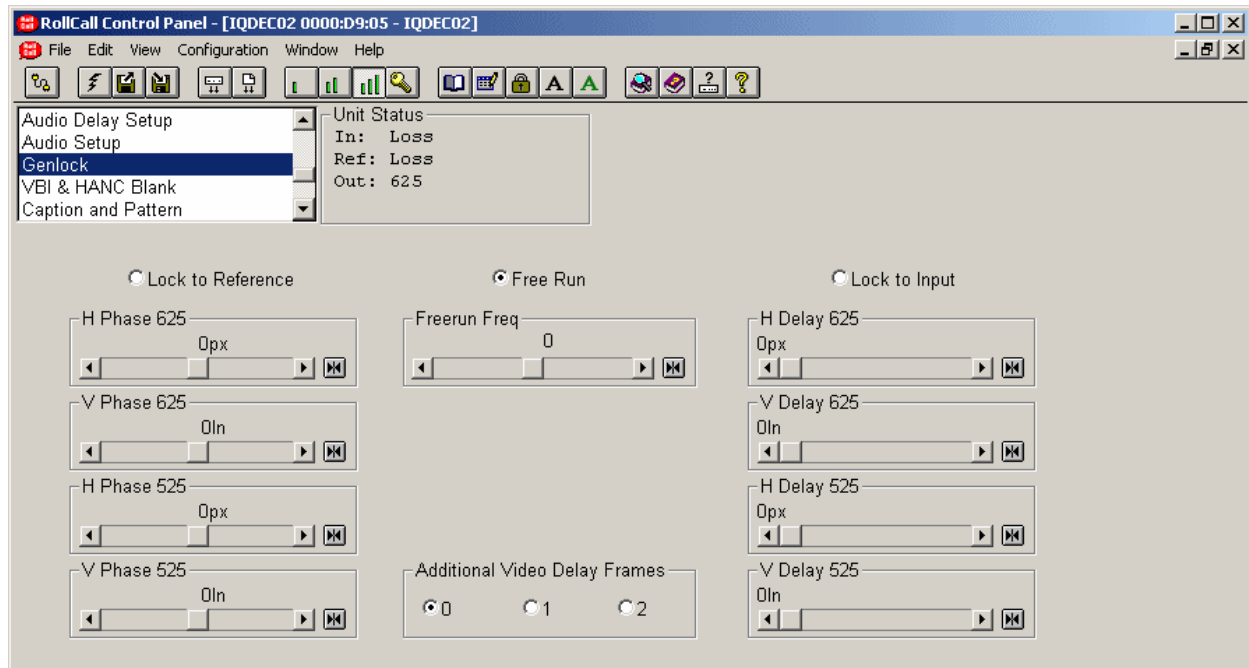 RollCall Control Panel - [IQDEC02 0000:D9:05 - IQDEC02]
File Edit View Configuration Window Help
A A ? ?
Audio Delay Setup
Audio Setup
Genlock
VBI & HANC Blank
Caption and Pattern
Unit Status
In: Loss
Ref: Loss
Out: 625
Lock to Reference
Free Run
Lock to Input
H Phase 625
0px
V Phase 625
0ln
H Phase 525
0px
V Phase 525
0ln
Freerun Freq
0
Additional Video Delay Frames
0 1 2
H Delay 625
0px
V Delay 625
0ln
H Delay 525
0px
V Delay 525
0ln